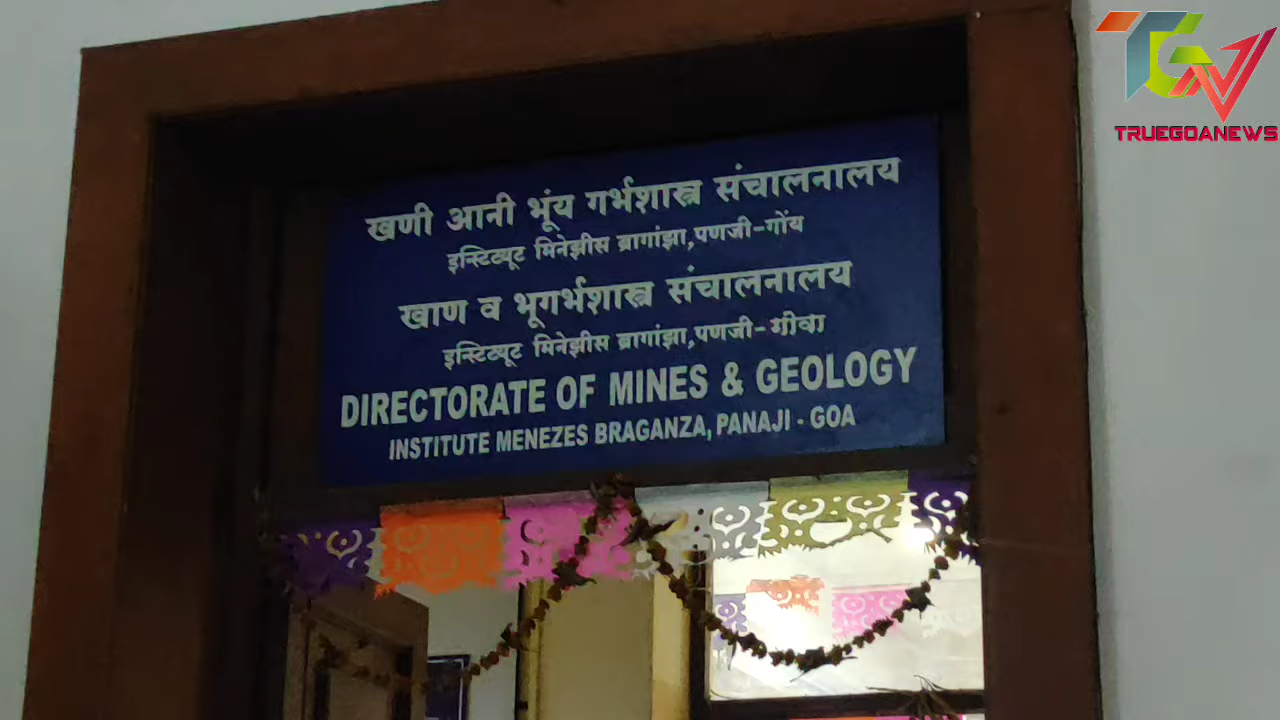 खणी आनी भूंय गर्भशास्त्र संचालनालय
इन्स्टिट्यूट मिनेझीस ब्रागांझा,पणजी-गोंय
खाण व भूगर्भशास्त्र संचालनालय
इन्स्टिट्यूट मिनेझीस ब्रागांझा,पणजी-गोवा
DIRECTORATE OF MINES & GEOLOGY
INSTITUTE MENEZES BRAGANZA, PANAJI - GOA
TGN
TRUEGOANEWS